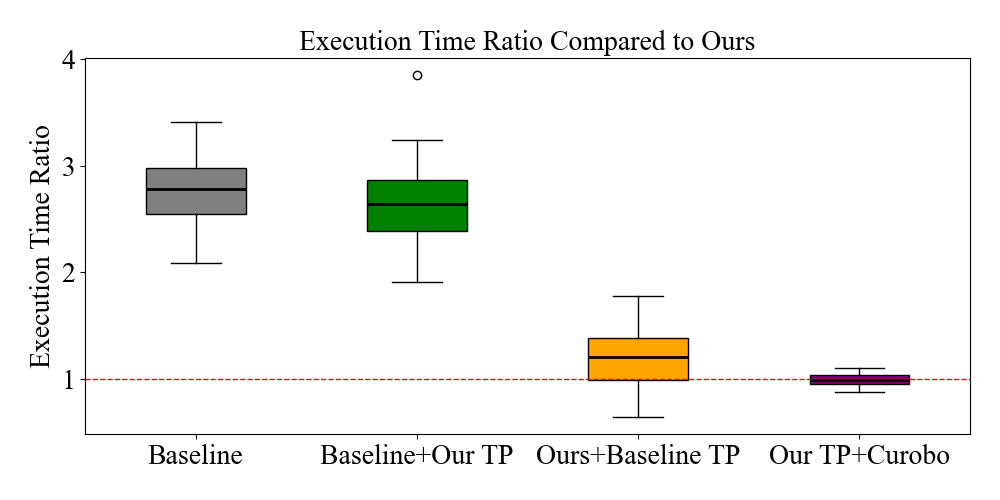 Execution Time Ratio Compared to Ours
Execution Time Ratio
4
3
2
1
Baseline
Baseline+Our TP
Ours+Baseline TP
Our TP+Curobo